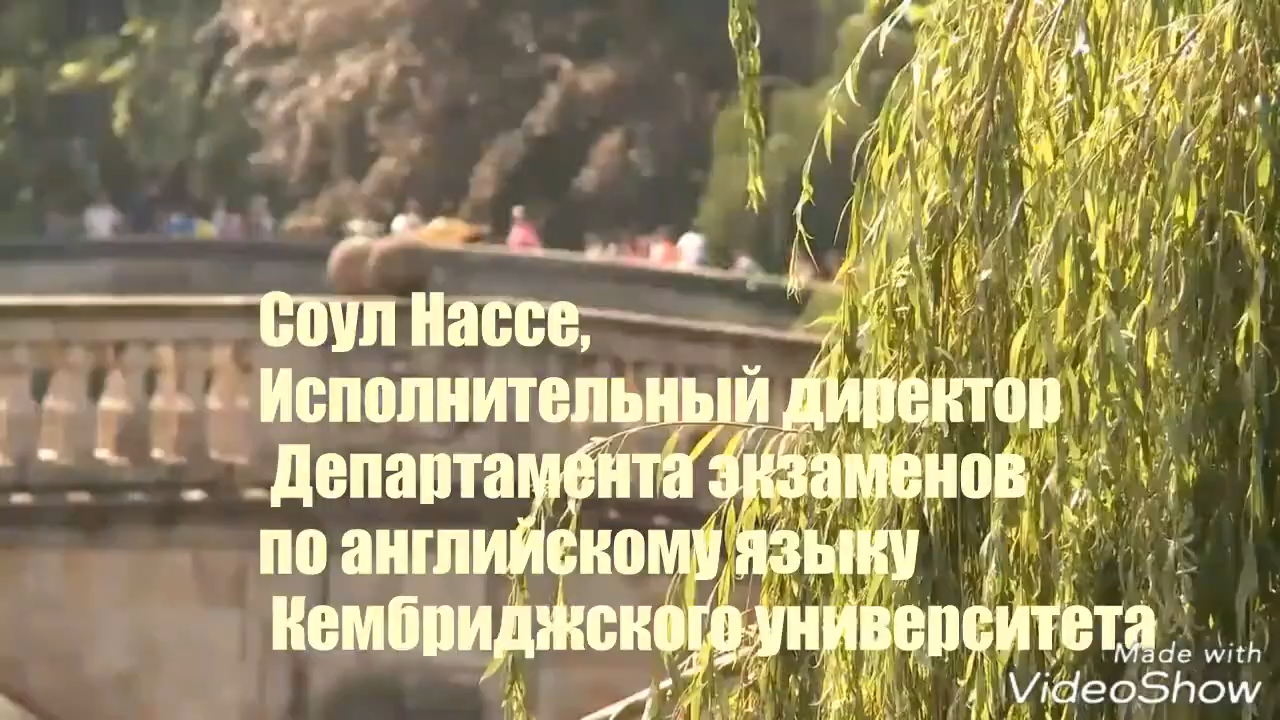 Соул Нассе,
Исполнительный директор
Департамента экзаменов
по английскому языку
Кембриджского университета
Made with
VideoShow